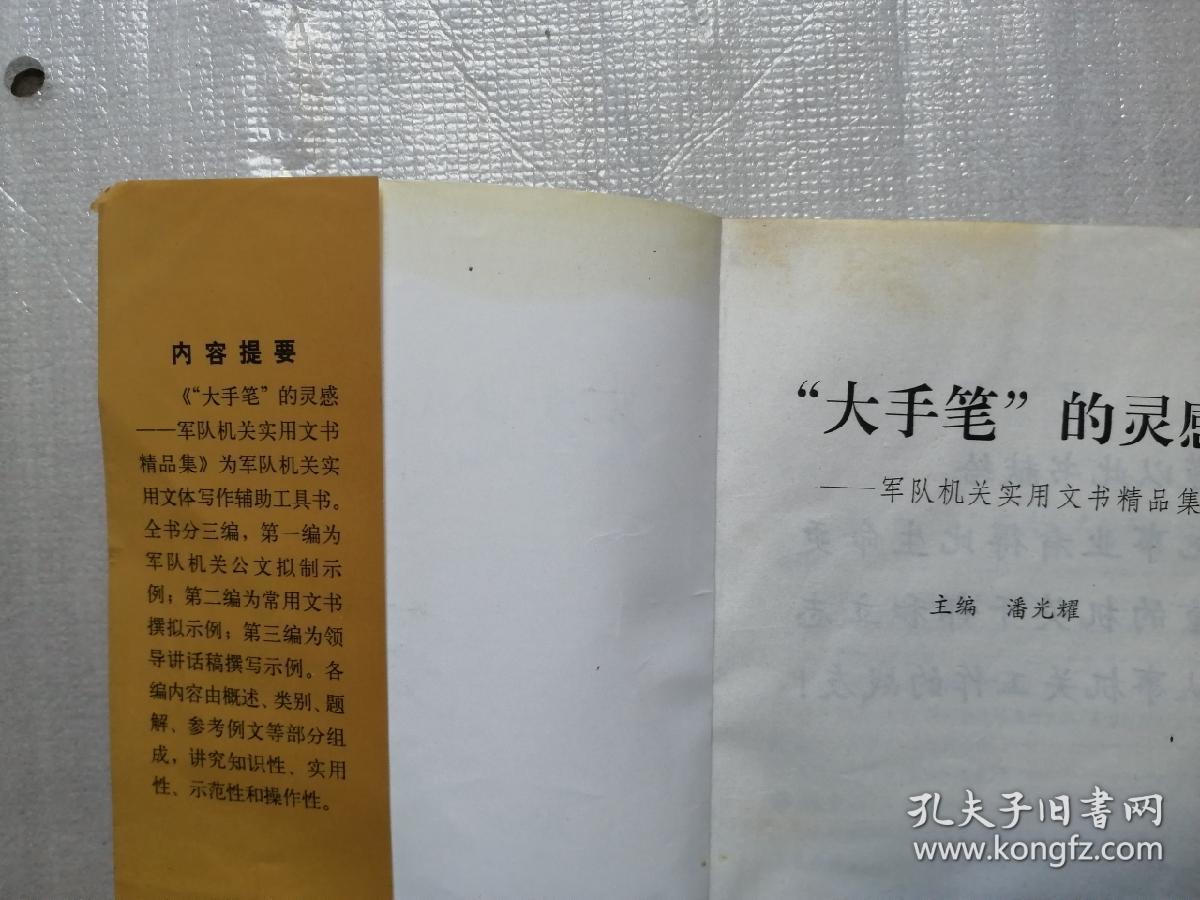 内容提要
《“大手笔”的灵感
——军队机关实用文书
精品集》为军队机关实
用文体写作辅助工具书。
全书分三编，第一编为
军队机关公文拟制示
例；第二编为常用文书
撰拟示例；第三编为领
导讲话稿撰写示例。各
编内容由概述、类别、题
解、参考例文等部分组
成，讲究知识性、实用
性、示范性和操作性。
“大手笔”的灵感
——军队机关实用文书精品集
主编 潘光耀
孔夫子旧书网
www.kongfz.com